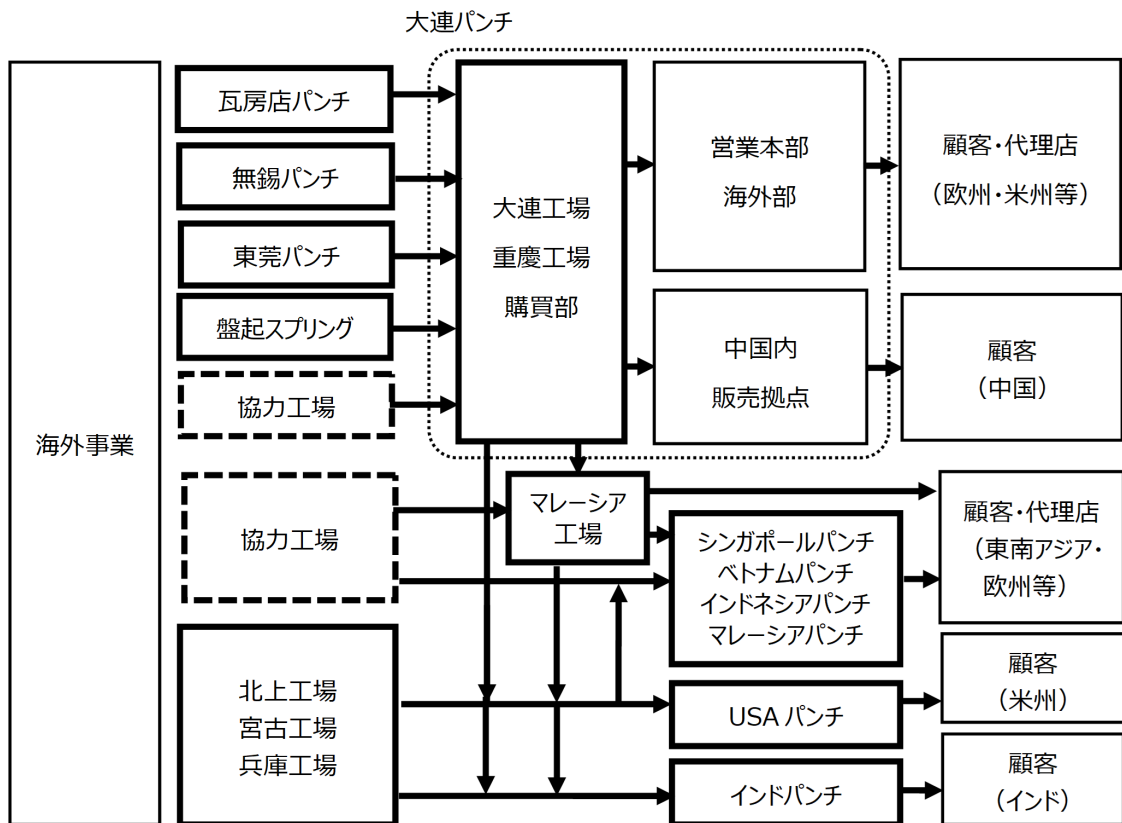 大連パンチ
海外事業
瓦房店パンチ
無錫パンチ
東莞パンチ
盤起スプリング
協力工場
協力工場
北上工場
宮古工場
兵庫工場
大連工場
重慶工場
購買部
営業本部
海外部
中国内
販売拠点
マレーシア
工場
シンガポールパンチ
ベトナムパンチ
インドネシアパンチ
マレーシアパンチ
USA パンチ
インドパンチ
顧客・代理店
（欧州・米州等）
顧客
（中国）
顧客・代理店
（東南アジア・
欧州等）
顧客
（米州）
顧客
（インド）